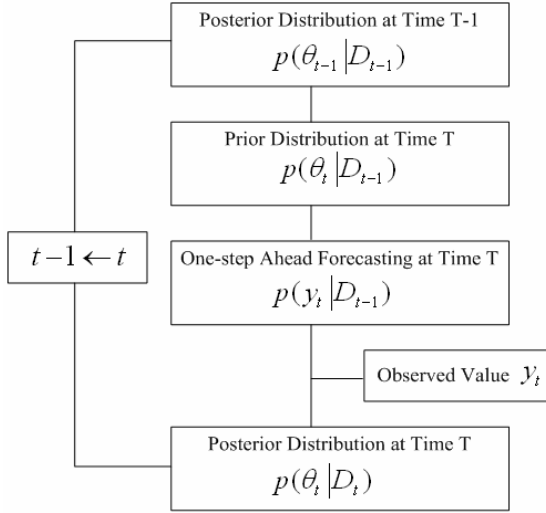 Posterior Distribution at Time T-1
p(θ_{t-1}|D_{t-1})
Prior Distribution at Time T
p(θ_t|D_{t-1})
t-1←t
One-step Ahead Forecasting at Time T
p(y_t|D_{t-1})
Observed Value y_t
Posterior Distribution at Time T
p(θ_t|D_t)